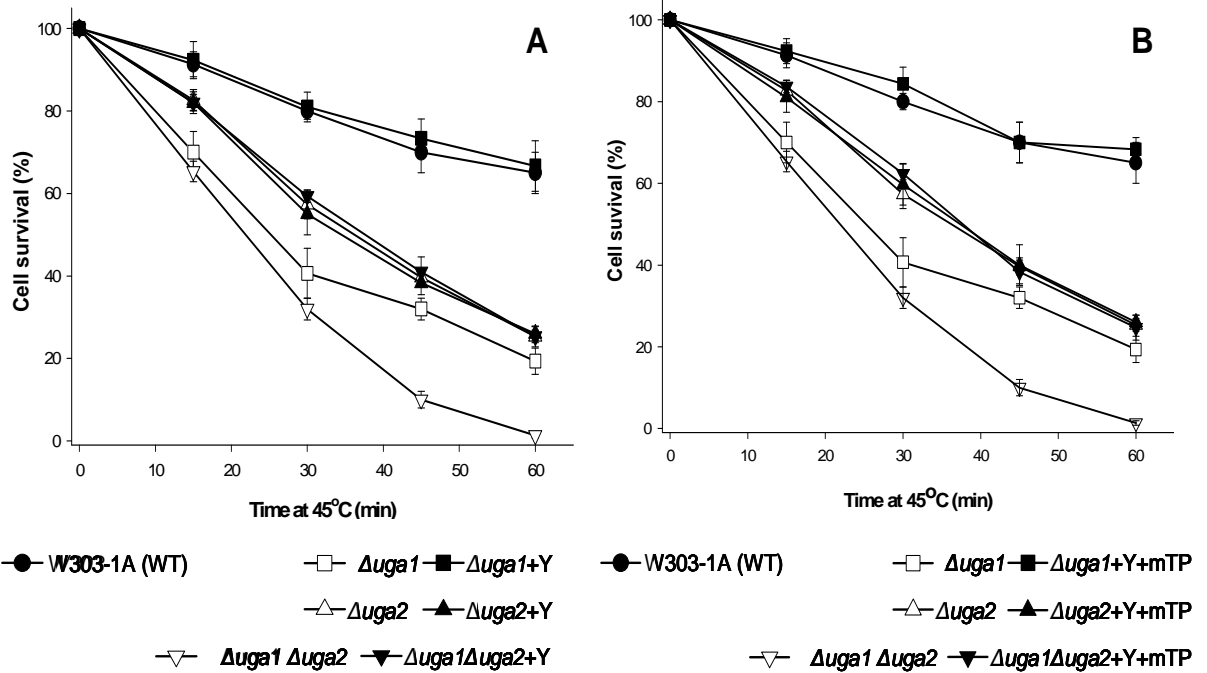 A
100
80
60
40
20
0
Cell survival (%)
0 10 20 30 40 50 60
Time at 45°C (min)
W303-1A (WT) Δuga1 Δuga1+Y
Δuga2 Δuga2+Y
Δuga1 Δuga2 Δuga1Δuga2+Y
B
100
80
60
40
20
0
Cell suvival (%)
0 10 20 30 40 50 60
Time at 45°C (min)
W303-1A (WT) Δuga1 Δuga1+Y+mTP
Δuga2 Δuga2+Y+mTP
Δuga1 Δuga2 Δuga1Δuga2+Y+mTP